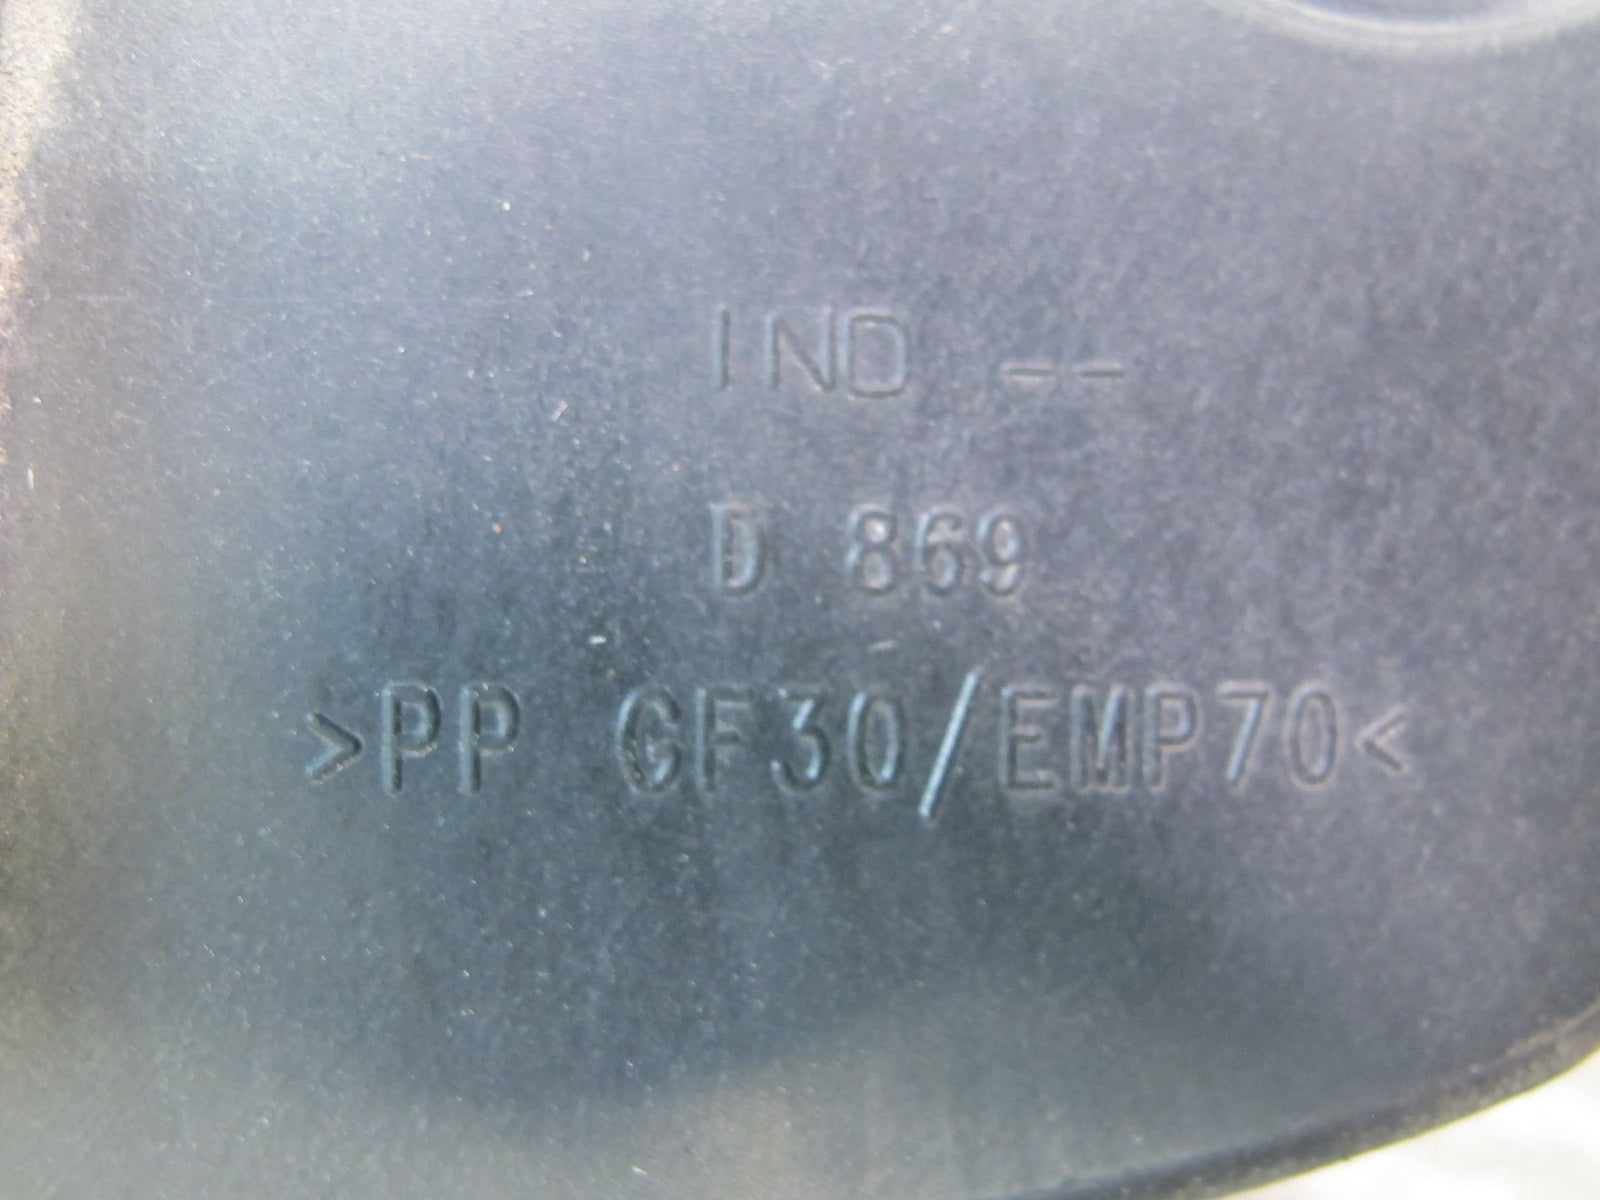 IND --
D 869
>PP GF30/EMP70<